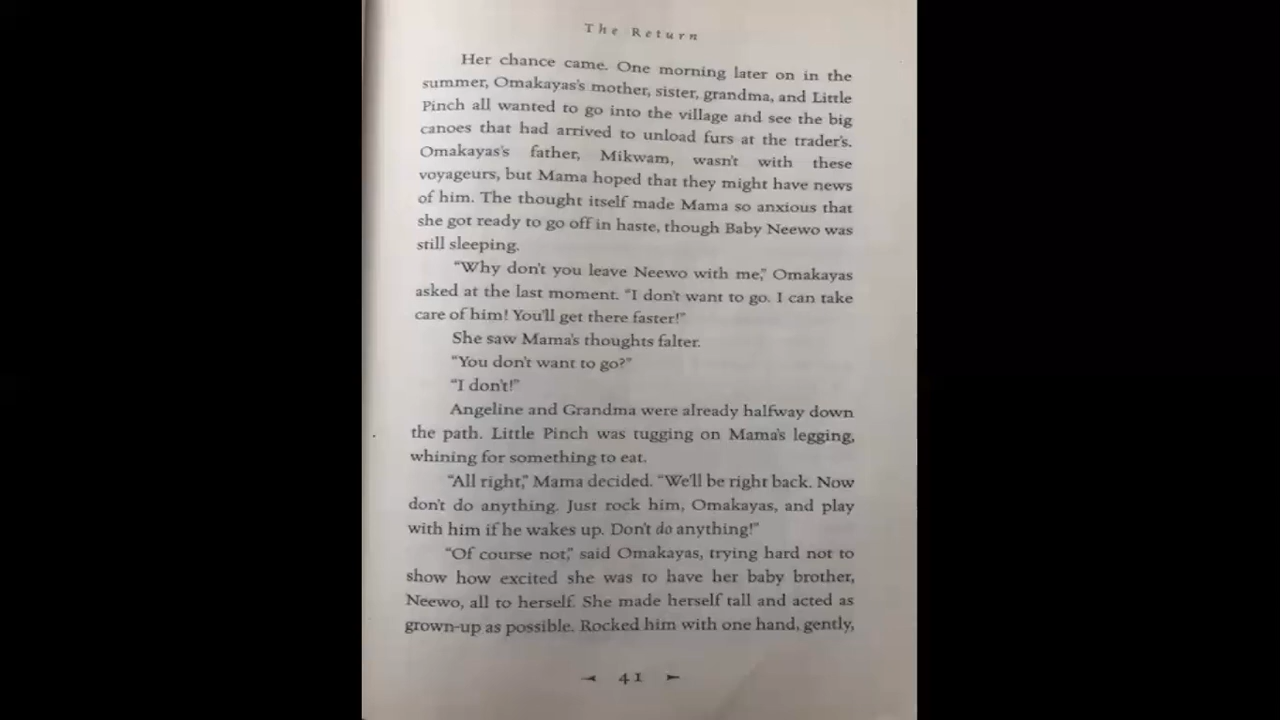 The Return
Her chance came. One morning later on in the
summer, Omakayas's mother, sister, grandma, and Little
Pinch all wanted to go into the village and see the big
canoes that had arrived to unload furs at the trader's.
Omakayas's father, Mikwam, wasn't with these
voyageurs, but Mama hoped that they might have news
of him. The thought itself made Mama so anxious that
she got ready to go off in haste, though Baby Neewo was
still sleeping.
“Why don't you leave Neewo with me,” Omakayas
asked at the last moment. “I don't want to go. I can take
care of him! You'll get there faster!”
She saw Mama's thoughts falter.
“You don't want to go?”
“I don't!”
Angeline and Grandma were already halfway down
the path. Little Pinch was tugging on Mama's legging,
whining for something to eat.
“All right,” Mama decided. “We'll be right back. Now
don't do anything. Just rock him, Omakayas, and play
with him if he wakes up. Don't do anything!”
“Of course not,” said Omakayas, trying hard not to
show how excited she was to have her baby brother,
Neewo, all to herself. She made herself tall and acted as
grown-up as possible. Rocked him with one hand, gently,
41